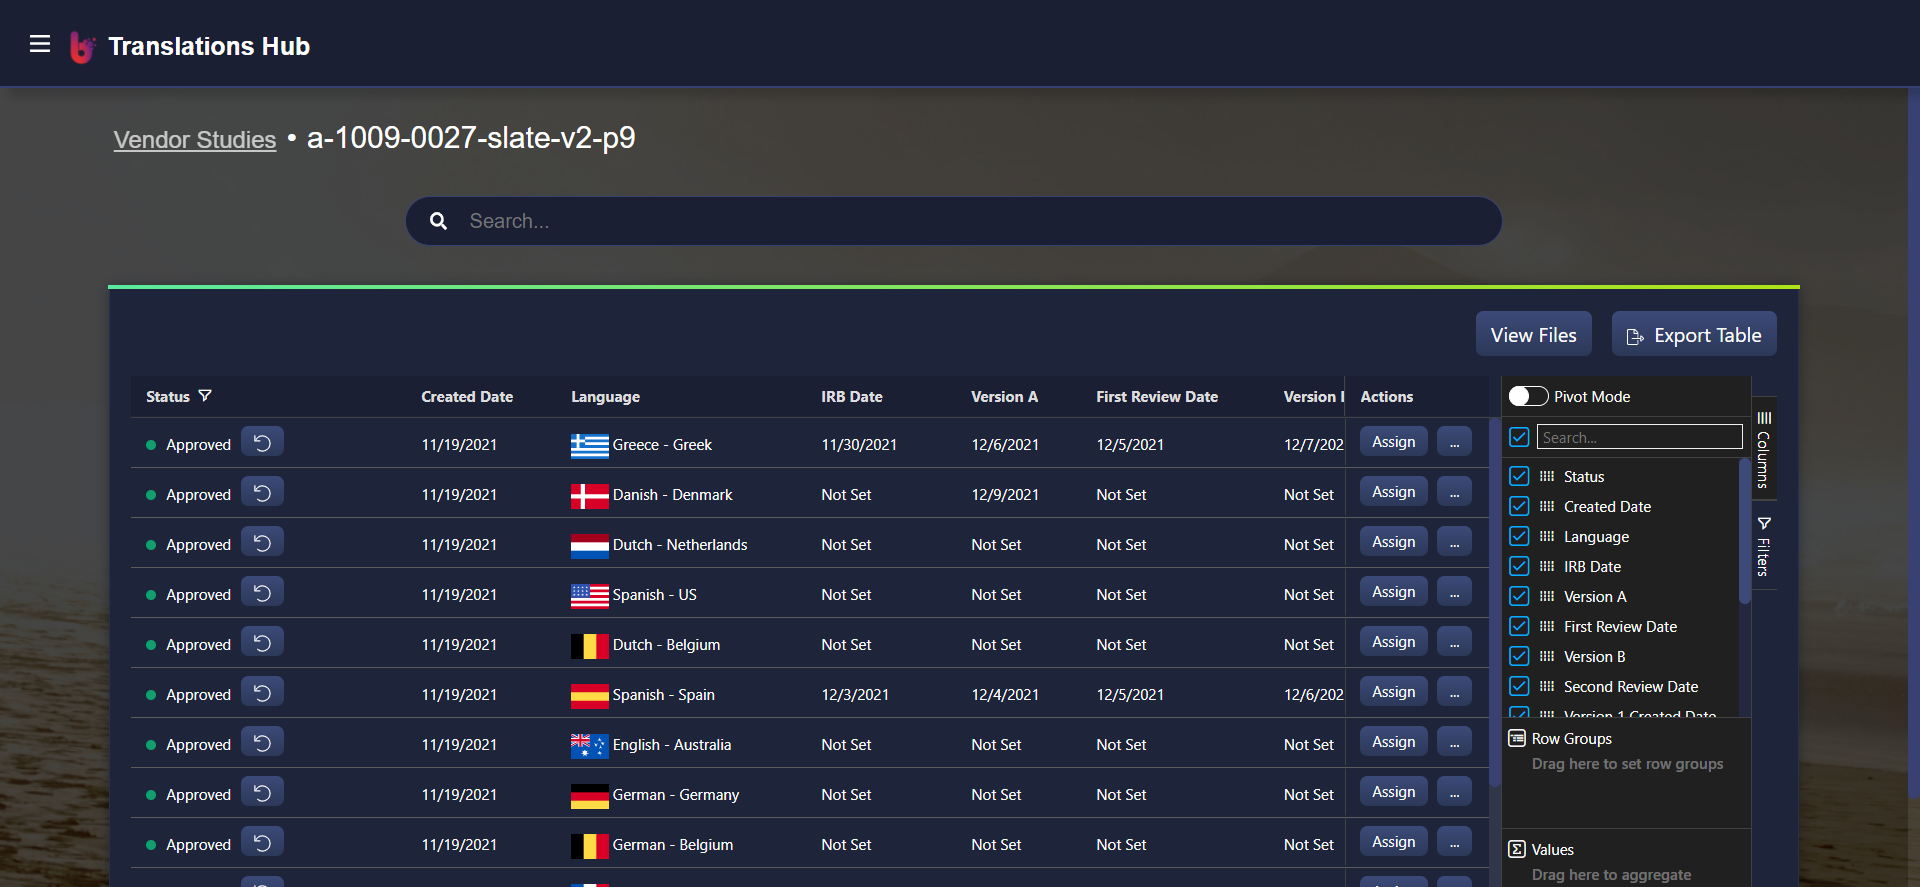 Translations Hub
Vendor Studies • a-1009-0027-slate-v2-p9
Search...
View Files Export Table
Status Created Date Language IRB Date Version A First Review Date Version Actions
Approved 11/19/2021 Greece - Greek 11/30/2021 12/6/2021 12/5/2021 12/7/202 Assign ...
Approved 11/19/2021 Danish - Denmark Not Set 12/9/2021 Not Set Not Set Assign ...
Approved 11/19/2021 Dutch - Netherlands Not Set Not Set Not Set Not Set Assign ...
Approved 11/19/2021 Spanish - US Not Set Not Set Not Set Not Set Assign ...
Approved 11/19/2021 Dutch - Belgium Not Set Not Set Not Set Not Set Assign ...
Approved 11/19/2021 Spanish - Spain 12/3/2021 12/4/2021 12/5/2021 12/6/202 Assign ...
Approved 11/19/2021 English - Australia Not Set Not Set Not Set Not Set Assign ...
Approved 11/19/2021 German - Germany Not Set Not Set Not Set Not Set Assign ...
Approved 11/19/2021 German - Belgium Not Set Not Set Not Set Not Set Assign ...
Pivot Mode
Search...
Status
Created Date
Language
IRB Date
Version A
First Review Date
Version B
Second Review Date
Version 1 Created Date
Row Groups
Drag here to set row groups
Values
Drag here to aggregate
Columns
Filters